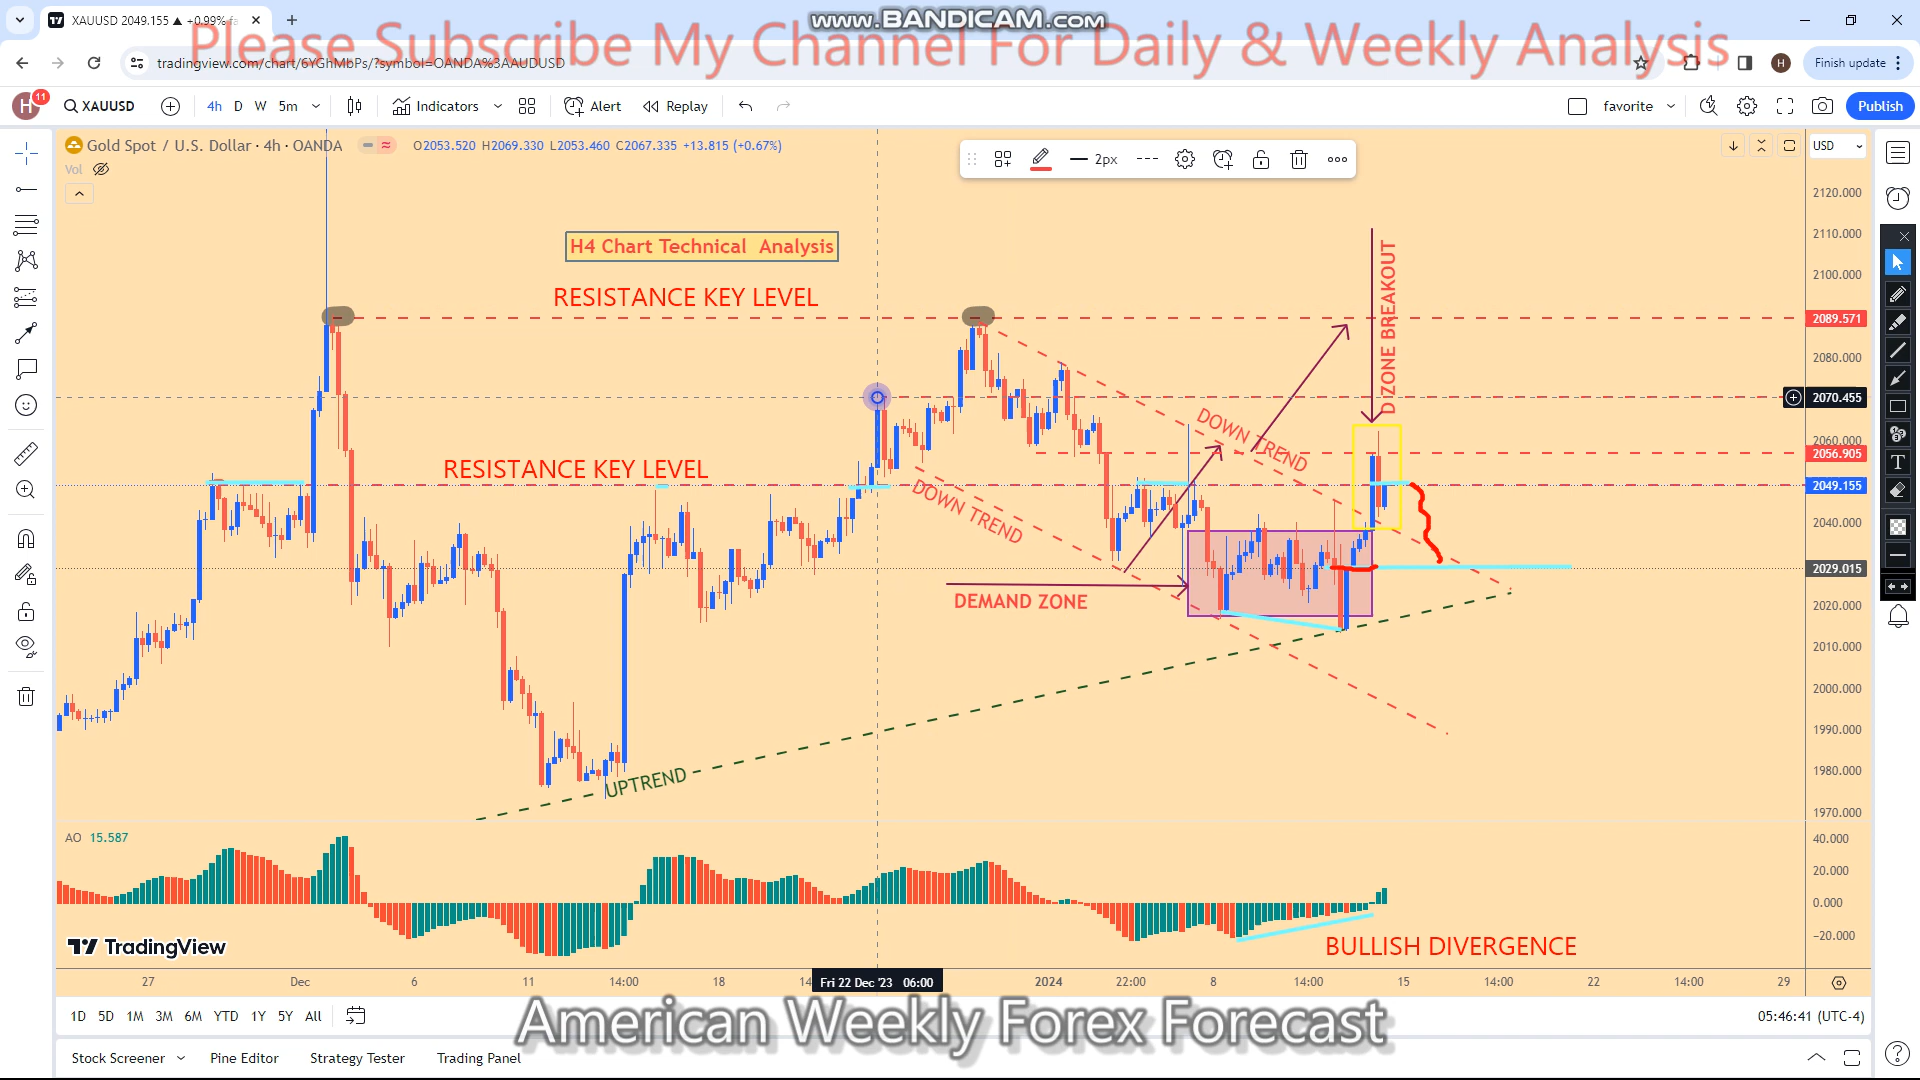 www.BANDICAM.com
XAUUSD 2049.155 ▲ +0.99%
Please Subscribe My Channel For Daily & Weekly Analysis
tradingview.com/chart/6YGhMbPs/?symbol=OANDA%3AAUDUSD
H
Finish update
H
11
XAUUSD
4h
D
W
5m
Indicators
Alert
Replay
favorite
Publish
Gold Spot / U.S. Dollar · 4h · OANDA
O2053.520 H2069.330 L2053.460 C2067.335 +13.815 (+0.67%)
Vol
2px
USD
2120.000
2110.000
2100.000
2089.571
2080.000
2070.455
2060.000
2056.905
2049.155
2040.000
2029.015
2020.000
2010.000
2000.000
1990.000
1980.000
1970.000
H4 Chart Technical Analysis
RESISTANCE KEY LEVEL
D ZONE BREAKOUT
DOWN TREND
RESISTANCE KEY LEVEL
DOWN TREND
DEMAND ZONE
UPTREND
AO 15.587
40.000
20.000
0.000
−20.000
TradingView
BULLISH DIVERGENCE
27
Dec
6
11
14:00
18
Fri 22 Dec '23 06:00
2024
22:00
8
14:00
15
14:00
22
14:00
29
1D
5D
1M
3M
6M
YTD
1Y
5Y
All
05:46:41 (UTC-4)
American Weekly Forex Forecast
Stock Screener
Pine Editor
Strategy Tester
Trading Panel